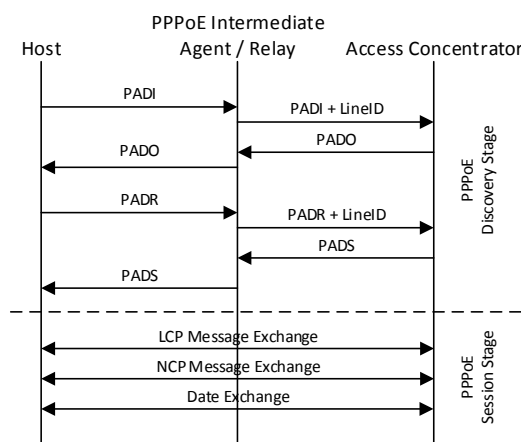 PPPoE Intermediate
Host
Agent / Relay
Access Concentrator
PADI
PADI + LineID
PADO
PADO
PADR
PADR + LineID
PADS
PADS
PPPoE
Discovery Stage
LCP Message Exchange
NCP Message Exchange
Date Exchange
PPPoE
Session Stage